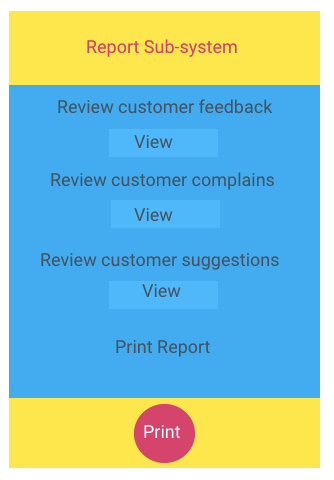 Report Sub-system
Review customer feedback
View
Review customer complains
View
Review customer suggestions
View
Print Report
Print